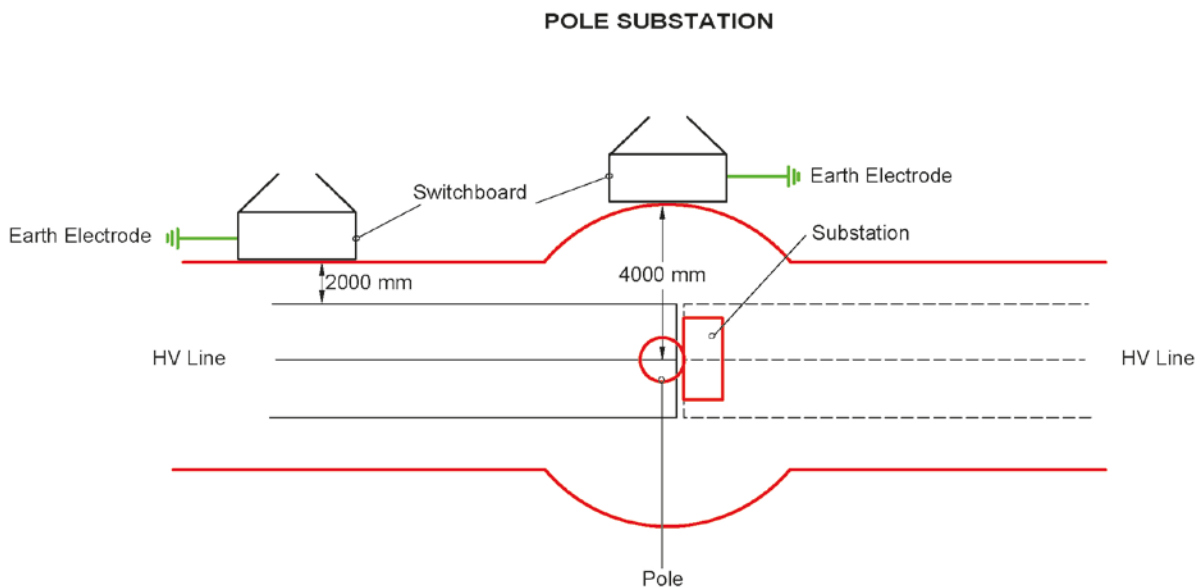 POLE SUBSTATION
Earth Electrode
Switchboard
Earth Electrode
Substation
2000 mm
4000 mm
HV Line
HV Line
Pole